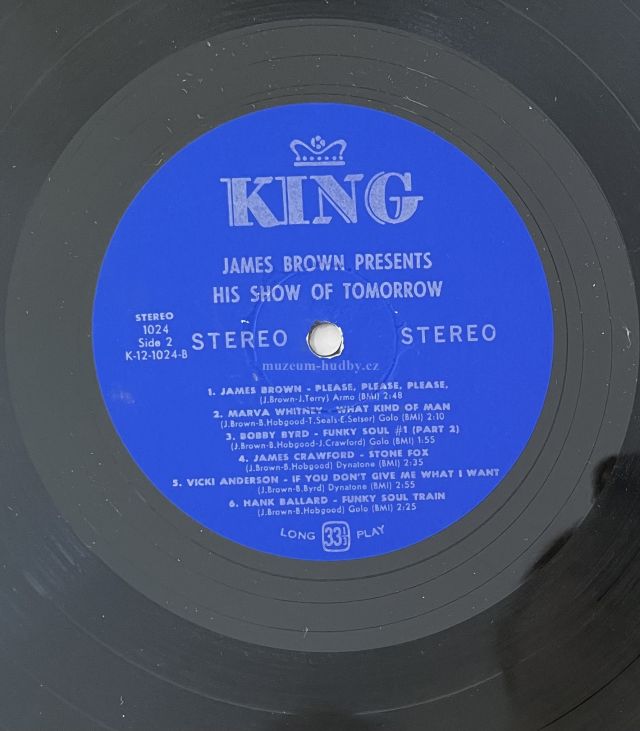 KING
JAMES BROWN PRESENTS
HIS SHOW OF TOMORROW
STEREO
1024
Side 2
K-12-1024-B
STEREO STEREO
muzeum-hudby.cz
1. JAMES BROWN - PLEASE, PLEASE, PLEASE,
(J.Brown-J.Terry) Armo (BMI) 2:48
2. MARVA WHITNEY - WHAT KIND OF MAN
(J.Brown-B.Hobgood-T.Seals-E.Setser) Golo (BMI) 2:10
3. BOBBY BYRD - FUNKY SOUL #1 (PART 2)
(J.Brown-B.Hobgood-J.Crawford) Golo (BMI) 1:55
4. JAMES CRAWFORD - STONE FOX
(J.Brown-B.Hobgood) Dynatone (BMI) 2:35
5. VICKI ANDERSON - IF YOU DON'T GIVE ME WHAT I WANT
(J.Brown-B.Byrd) Dynatone (BMI) 2:55
6. HANK BALLARD - FUNKY SOUL TRAIN
(J.Brown-B.Hobgood) Golo (BMI) 2:25
LONG 33 1/3 PLAY